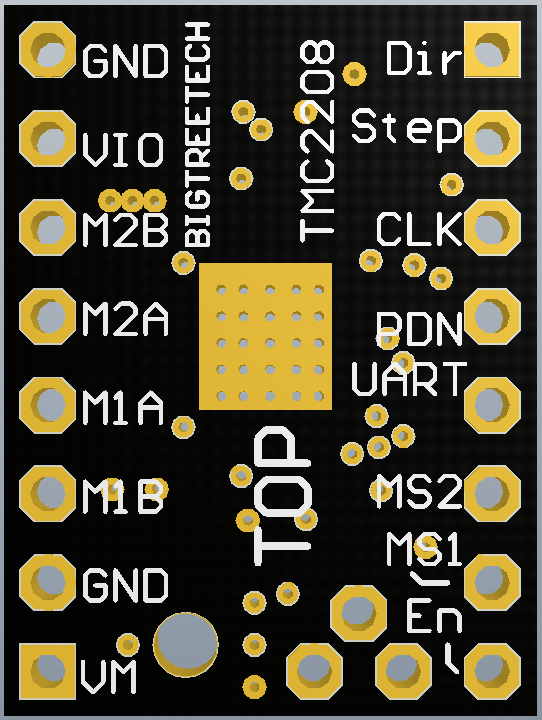 GND
VIO
M2B
M2A
M1A
M1B
GND
VM
BIGTREETECH
TMC2208
TOP
Dir
Step
CLK
PDN
UART
MS2
MS1
En